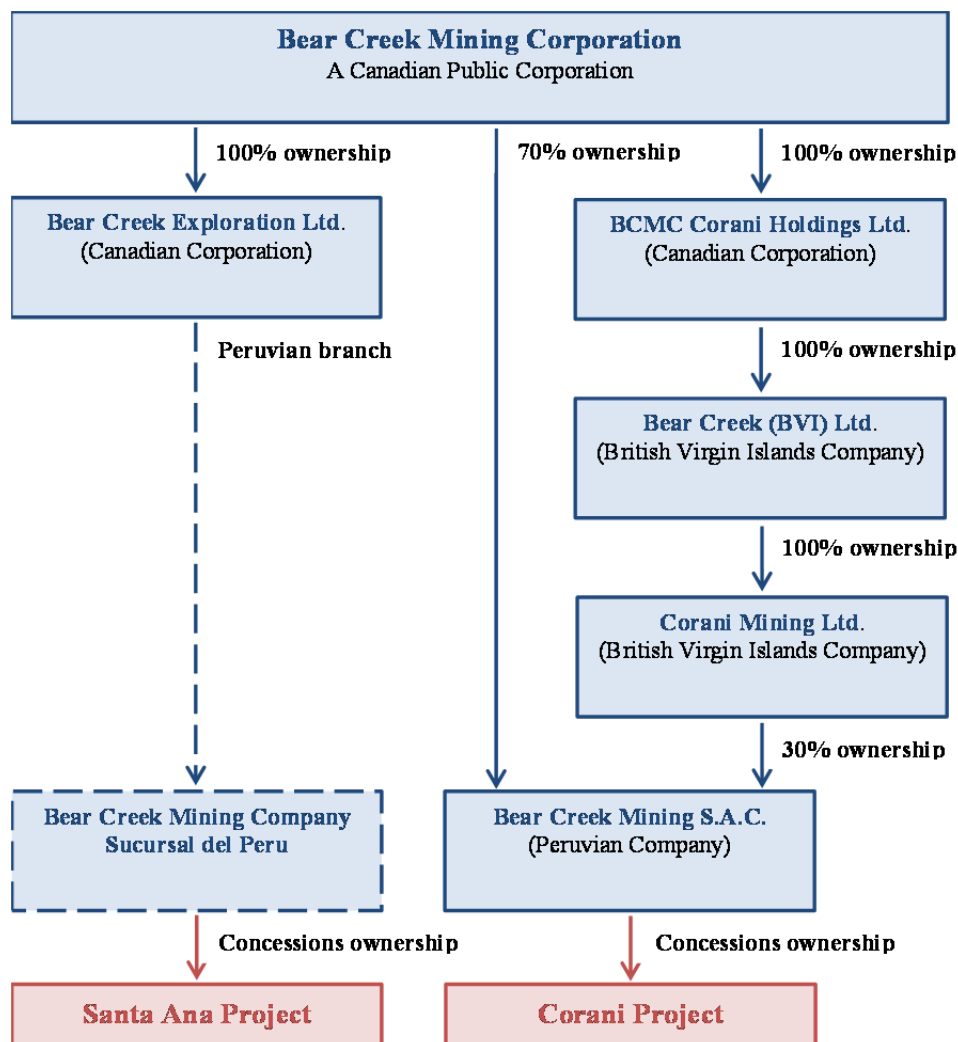 Bear Creek Mining Corporation
A Canadian Public Corporation
100% ownership
70% ownership
100% ownership
Bear Creek Exploration Ltd.
(Canadian Corporation)
BCMC Corani Holdings Ltd.
(Canadian Corporation)
Peruvian branch
100% ownership
Bear Creek (BVI) Ltd.
(British Virgin Islands Company)
100% ownership
Corani Mining Ltd.
(British Virgin Islands Company)
30% ownership
Bear Creek Mining Company
Sucursal del Peru
Bear Creek Mining S.A.C.
(Peruvian Company)
Concessions ownership
Concessions ownership
Santa Ana Project
Corani Project